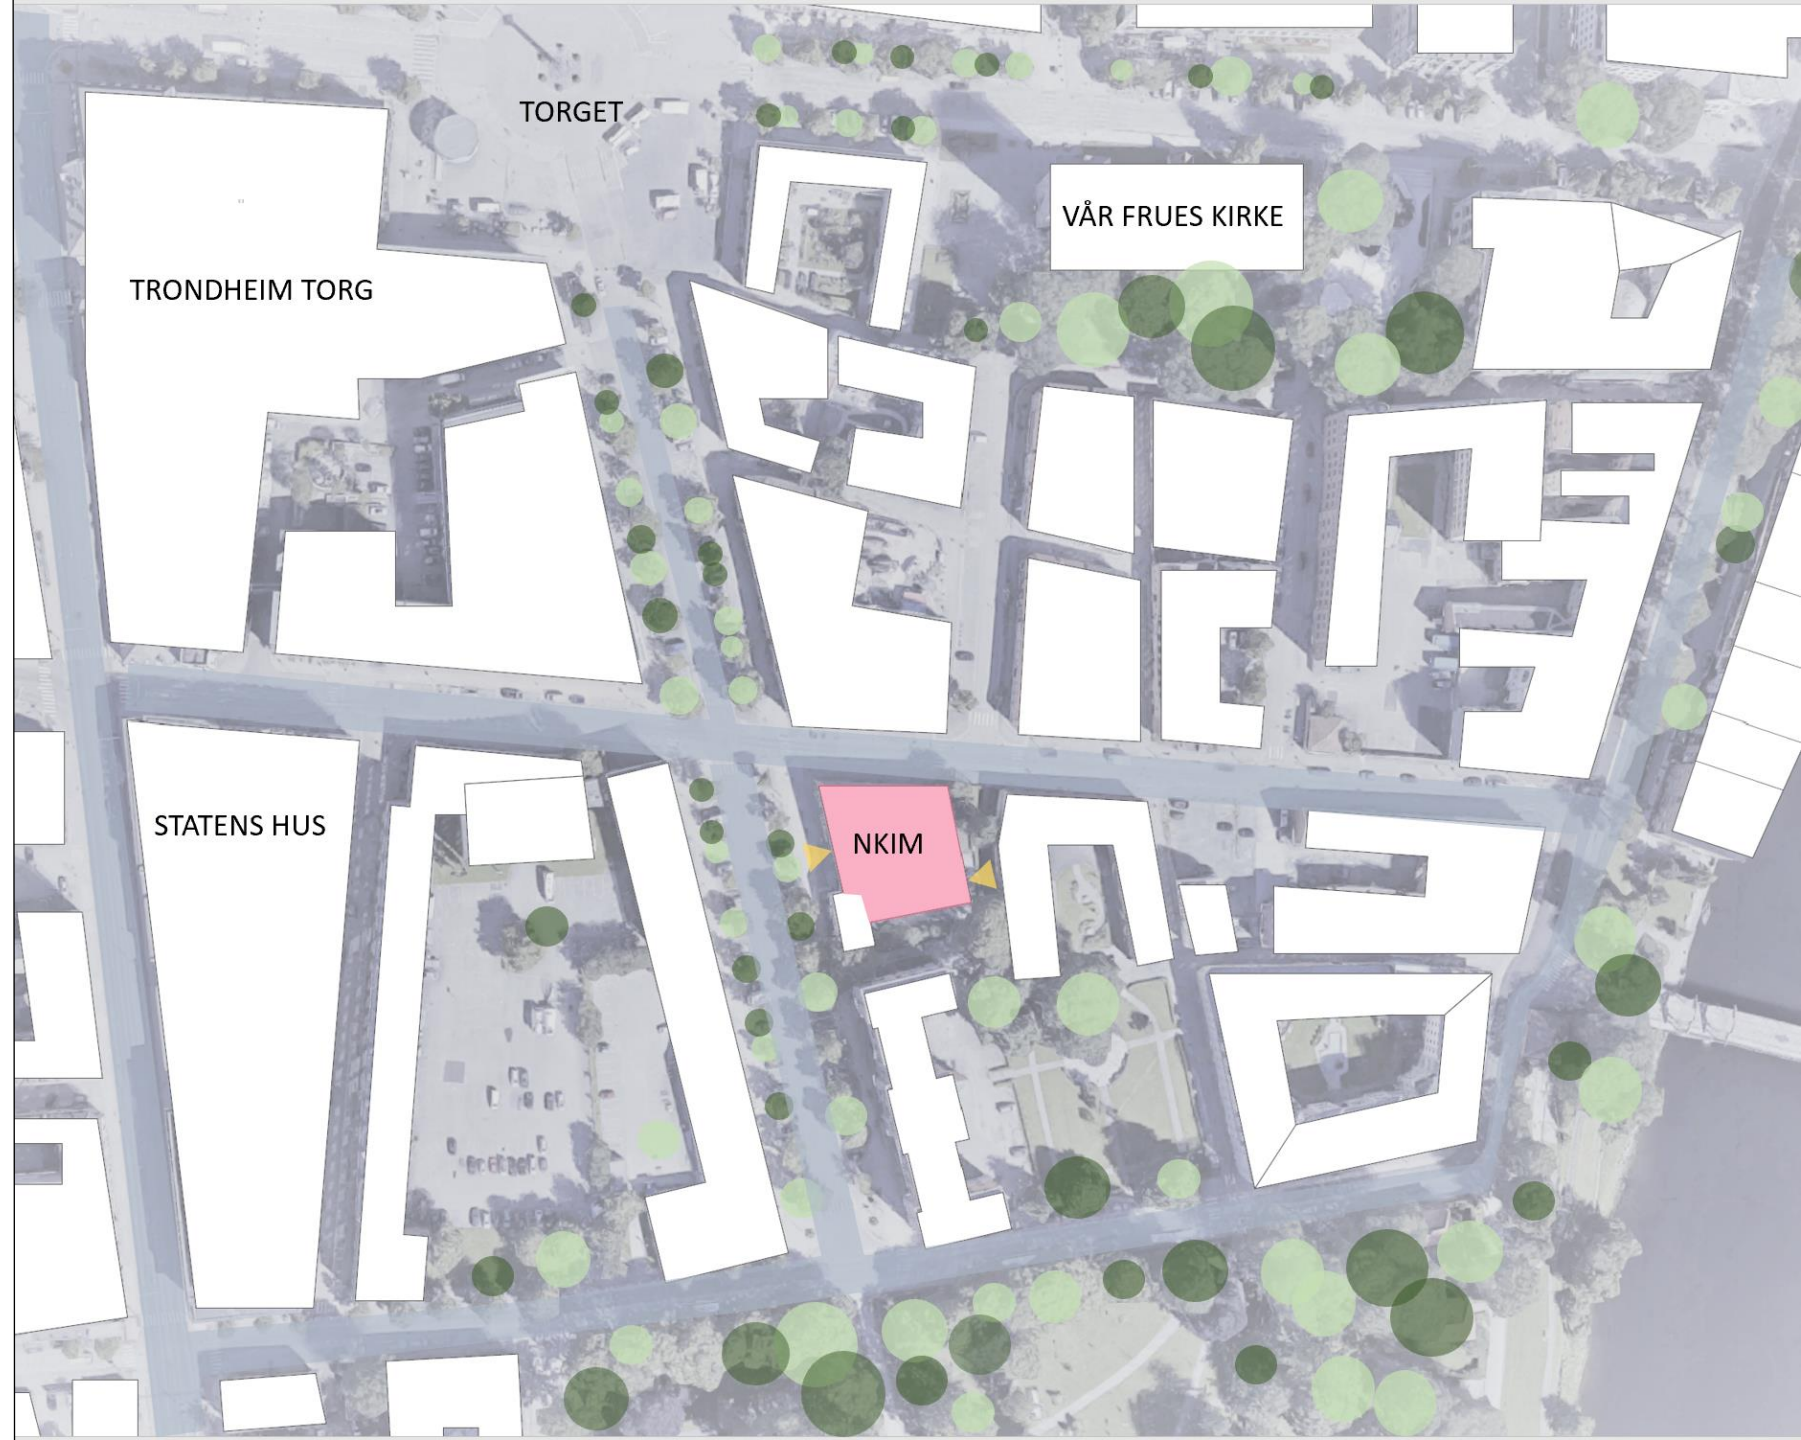 TORGET
VÅR FRUES KIRKE
TRONDHEIM TORG
STATENS HUS
NKIM